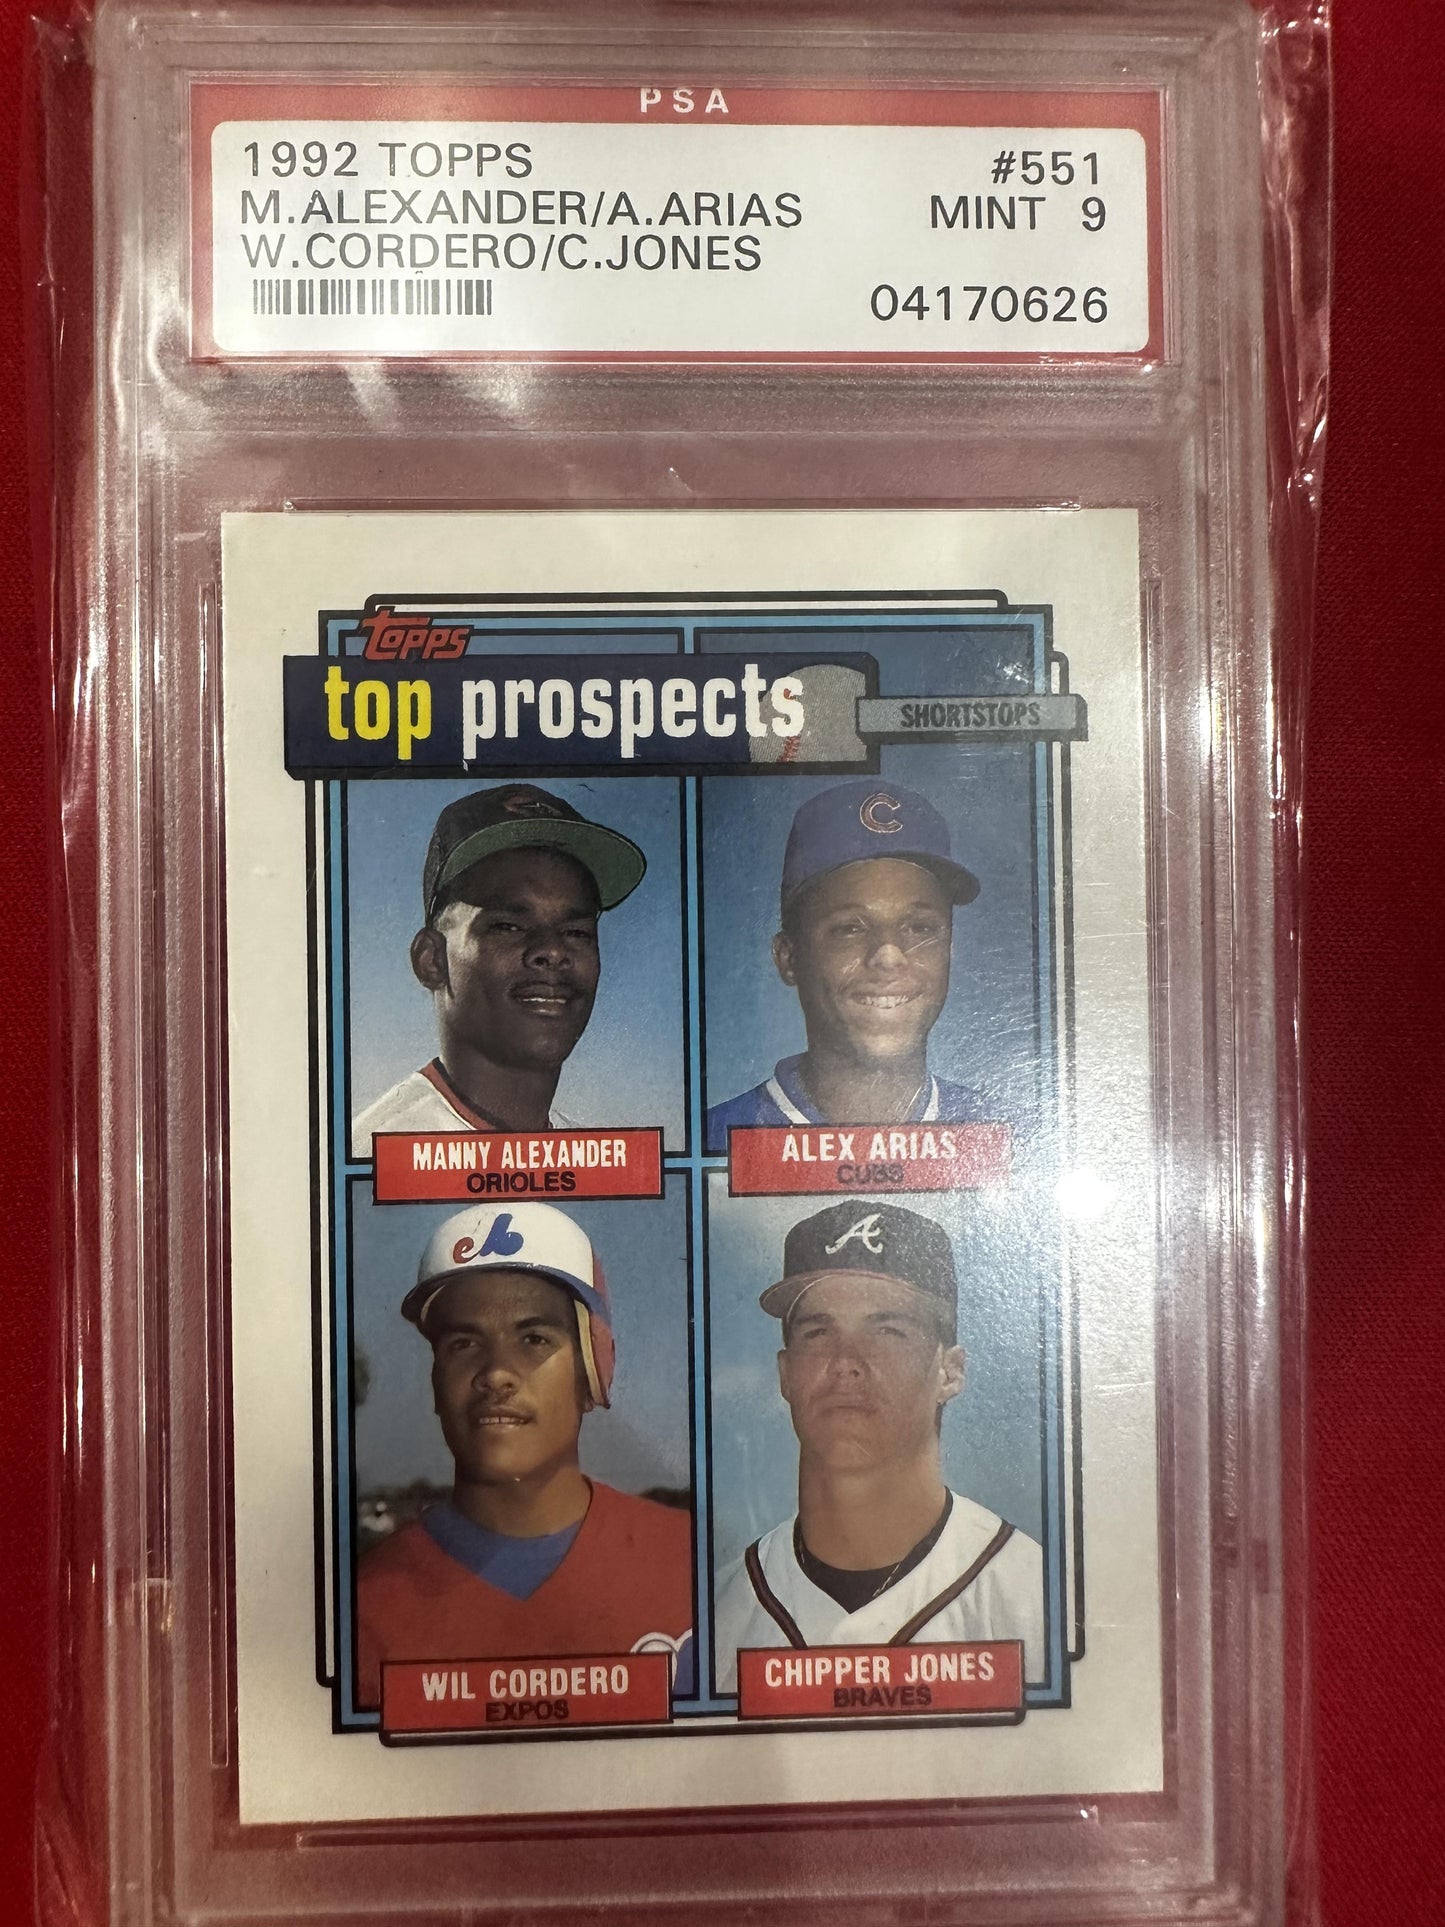 PSA
1992 TOPPS #551
M.ALEXANDER/A.ARIAS MINT 9
W.CORDERO/C.JONES
04170626
topps
top prospects
SHORTSTOPS
C
MANNY ALEXANDER
ORIOLES
ALEX ARIAS
CUBS
eb
A
WIL CORDERO
EXPOS
CHIPPER JONES
BRAVES